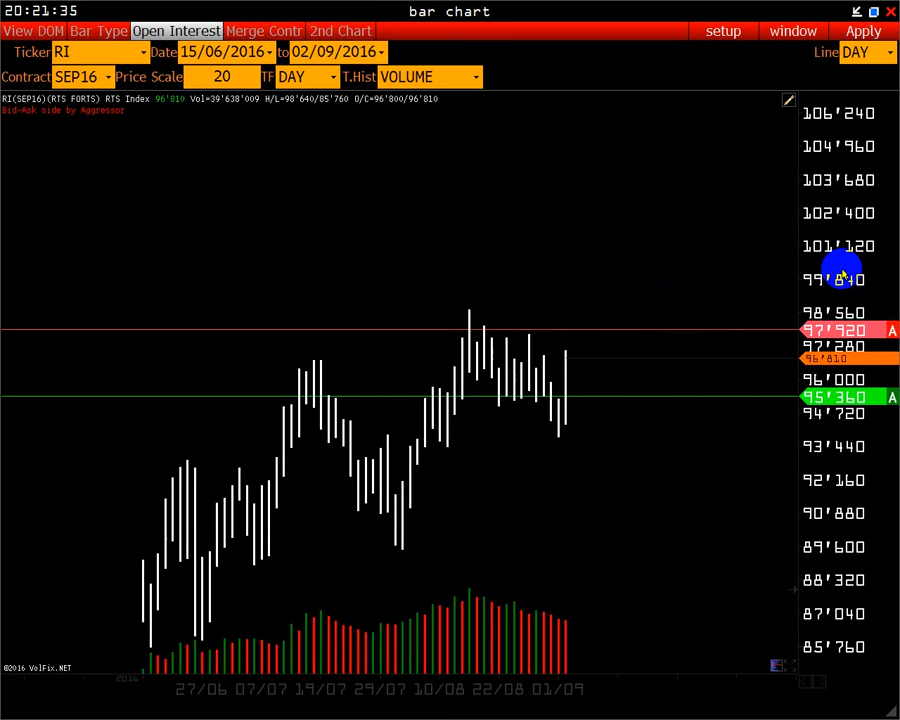 20:21:35
bar chart
View DOM Bar Type Open Interest Merge Contr 2nd Chart setup window Apply
Ticker RI Date 15/06/2016 to 02/09/2016 Line DAY
Contract SEP16 Price Scale 20 TF DAY T.Hist VOLUME
RI(SEP16)(RTS FORTS) RTS Index 96'810 Vol=39'638'009 H/L=98'640/85'760 O/C=96'800/96'810
Bid-Ask side by Aggressor
106'240
104'960
103'680
102'400
101'120
99'840
98'560
97'920 A
97'280
96'810
96'000
95'360 A
94'720
93'440
92'160
90'880
89'600
88'320
87'040
85'760
©2016 VolFix.NET
2016
27/06 07/07 19/07 29/07 10/08 22/08 01/09